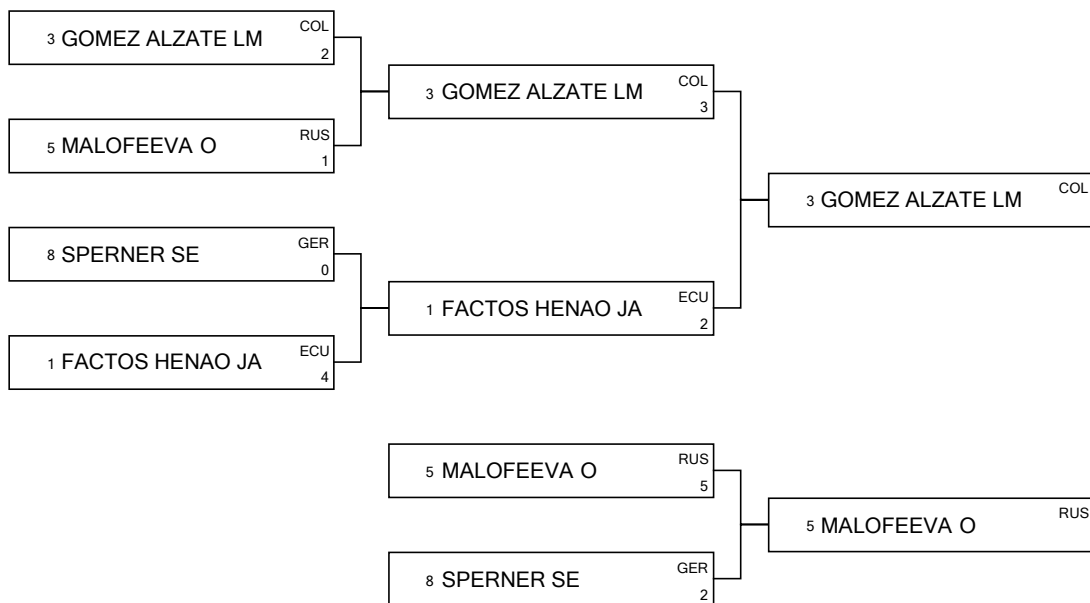 3 GOMEZ ALZATE LM COL
2
5 MALOFEEVA O RUS
1
8 SPERNER SE GER
0
1 FACTOS HENAO JA ECU
4
3 GOMEZ ALZATE LM COL
3
1 FACTOS HENAO JA ECU
2
3 GOMEZ ALZATE LM COL
5 MALOFEEVA O RUS
5
8 SPERNER SE GER
2
5 MALOFEEVA O RUS